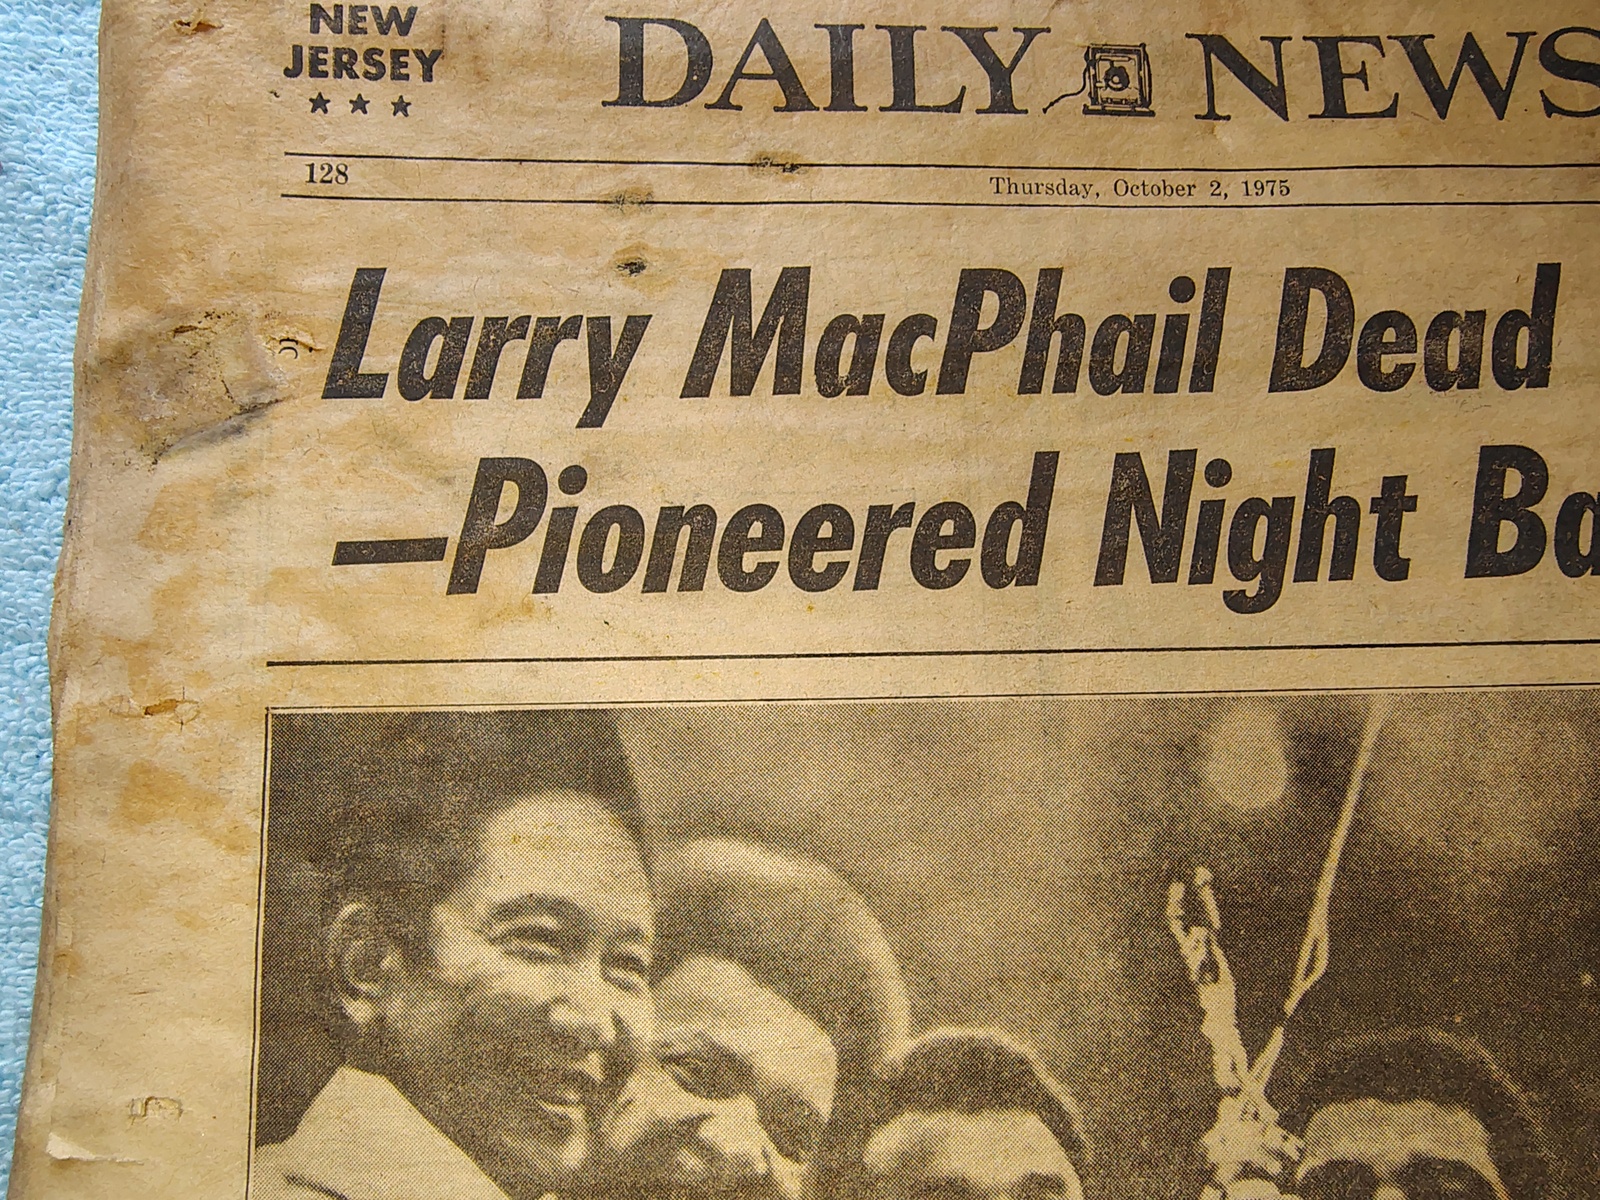 NEW
JERSEY
★ ★ ★
DAILY NEWS
128
Thursday, October 2, 1975
Larry MacPhail Dead
—Pioneered Night Ba